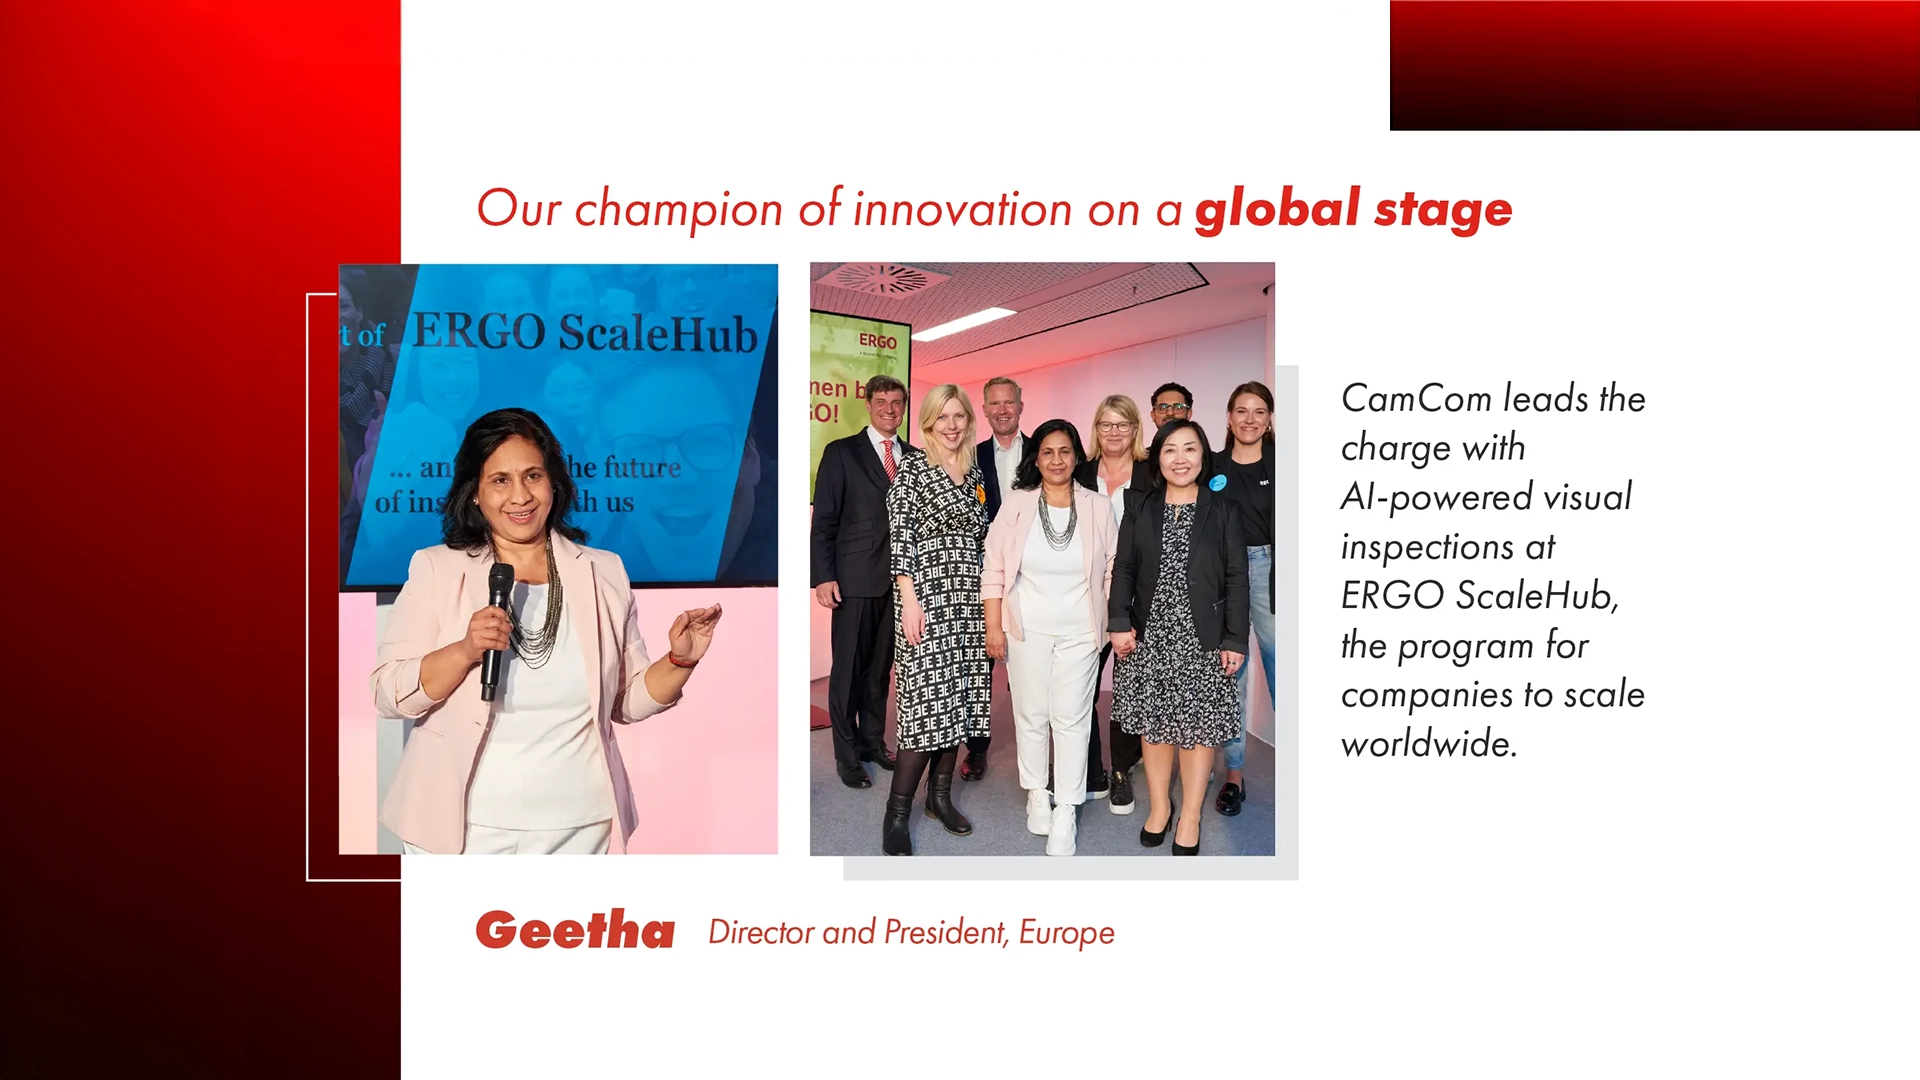 Our champion of innovation on a global stage
t of ERGO ScaleHub
... an he future
of ins th us
ERGO
men b
GO!
CamCom leads the
charge with
AI-powered visual
inspections at
ERGO ScaleHub,
the program for
companies to scale
worldwide.
Geetha Director and President, Europe